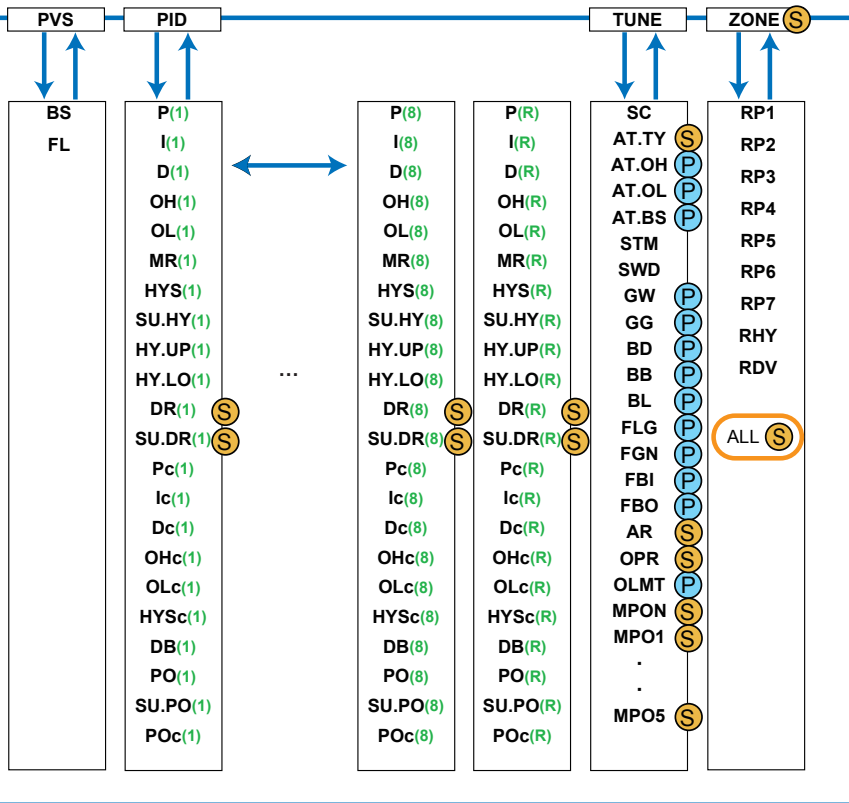 PVS
PID
TUNE
ZONE S
BS
FL
P(1)
I(1)
D(1)
OH(1)
OL(1)
MR(1)
HYS(1)
SU.HY(1)
HY.UP(1)
HY.LO(1)
DR(1) S
SU.DR(1) S
Pc(1)
Ic(1)
Dc(1)
OHc(1)
OLc(1)
HYSc(1)
DB(1)
PO(1)
SU.PO(1)
POc(1)
...
P(8)
I(8)
D(8)
OH(8)
OL(8)
MR(8)
HYS(8)
SU.HY(8)
HY.UP(8)
HY.LO(8)
DR(8) S
SU.DR(8) S
Pc(8)
Ic(8)
Dc(8)
OHc(8)
OLc(8)
HYSc(8)
DB(8)
PO(8)
SU.PO(8)
POc(8)
P(R)
I(R)
D(R)
OH(R)
OL(R)
MR(R)
HYS(R)
SU.HY(R)
HY.UP(R)
HY.LO(R)
DR(R) S
SU.DR(R) S
Pc(R)
Ic(R)
Dc(R)
OHc(R)
OLc(R)
HYSc(R)
DB(R)
PO(R)
SU.PO(R)
POc(R)
SC
AT.TY S
AT.OH P
AT.OL P
AT.BS P
STM
SWD
GW P
GG P
BD P
BB P
BL P
FLG P
FGN P
FBI P
FBO P
AR S
OPR S
OLMT P
MPON S
MPO1 S
.
.
MPO5 S
RP1
RP2
RP3
RP4
RP5
RP6
RP7
RHY
RDV
ALL S